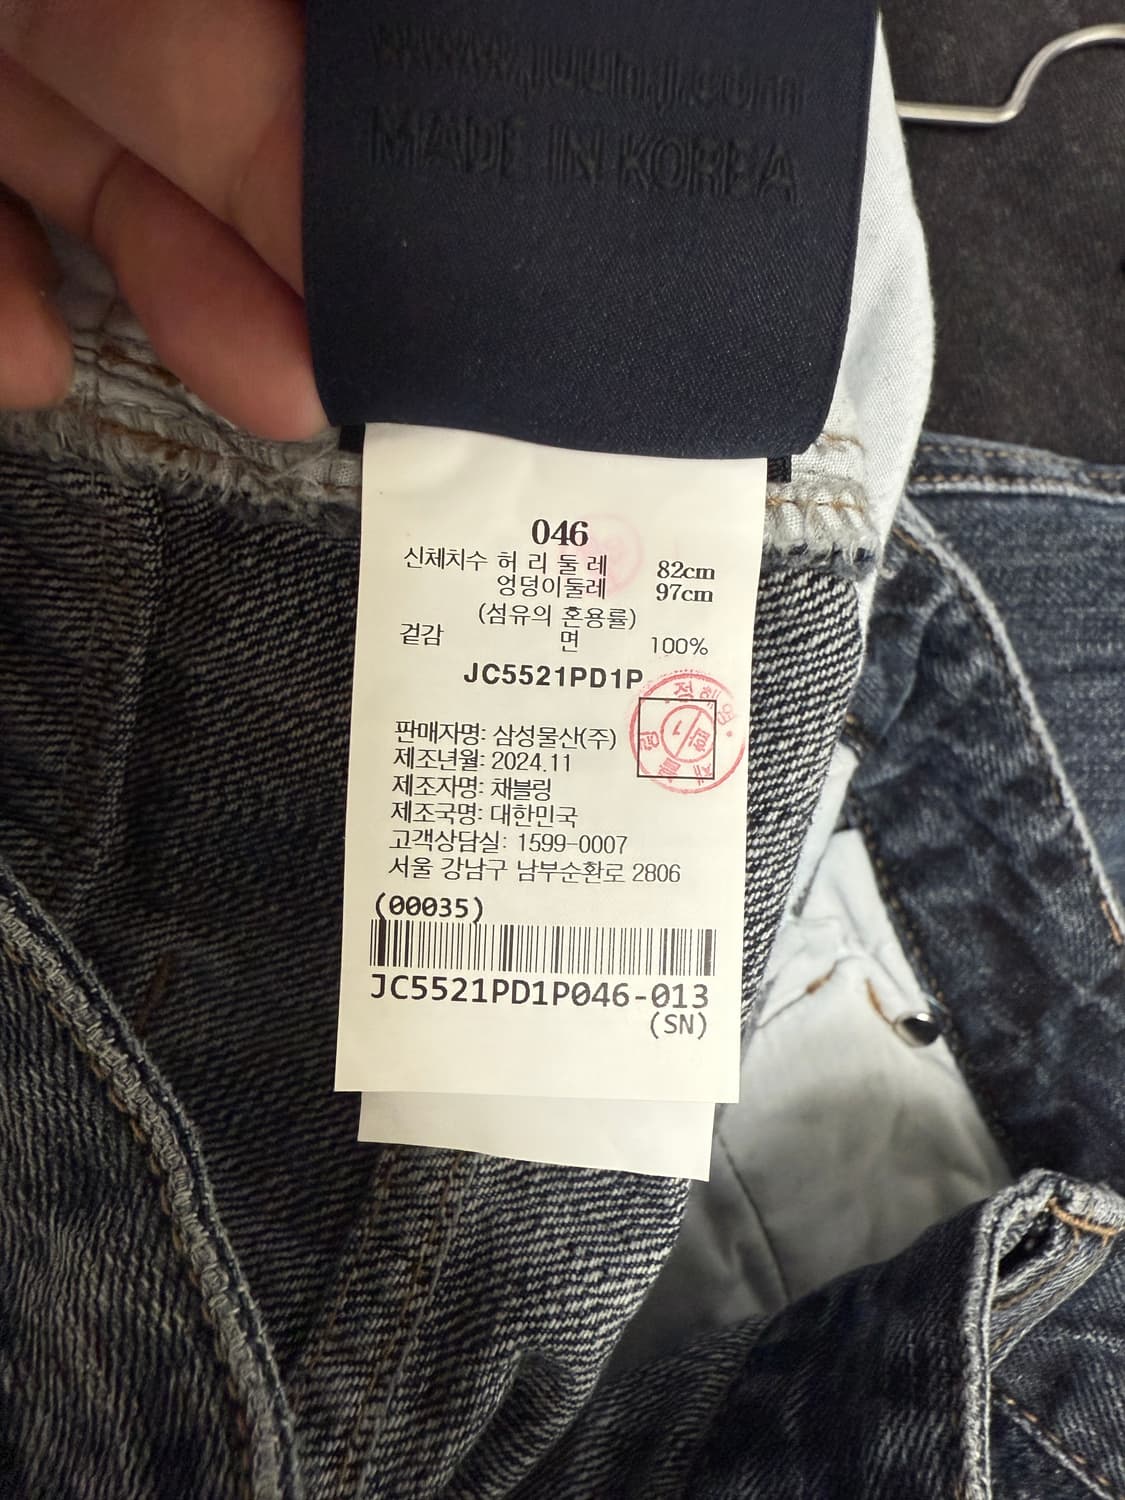 www.juunj.com
MADE IN KOREA
046
신체치수 허 리 둘 레 82cm
엉덩이둘레 97cm
(섬유의 혼용률)
겉감 면 100%
JC5521PD1P
판매자명: 삼성물산(주)
제조년월: 2024.11
제조자명: 채블링
제조국명: 대한민국
고객상담실: 1599-0007
서울 강남구 남부순환로 2806
(00035)
JC5521PD1P046-013
(SN)